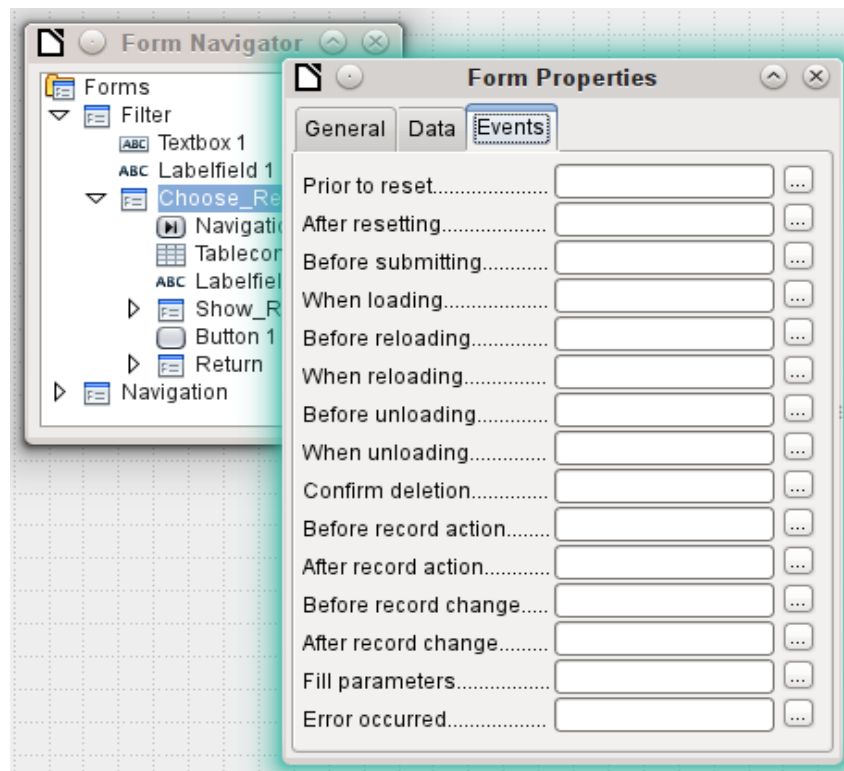 Form Navigator
Forms
Filter
ABC Textbox 1
ABC Labelfield 1
Choose_Re
Navigatio
Tablecon
ABC Labelfiel
Show_R
Button 1
Return
Navigation
Form Properties
General Data Events
Prior to reset.................... ...
After resetting.................. ...
Before submitting............ ...
When loading.................. ...
Before reloading.............. ...
When reloading............... ...
Before unloading............. ...
When unloading.............. ...
Confirm deletion.............. ...
Before record action........ ...
After record action............ ...
Before record change..... ...
After record change......... ...
Fill parameters................. ...
Error occurred.................. ...